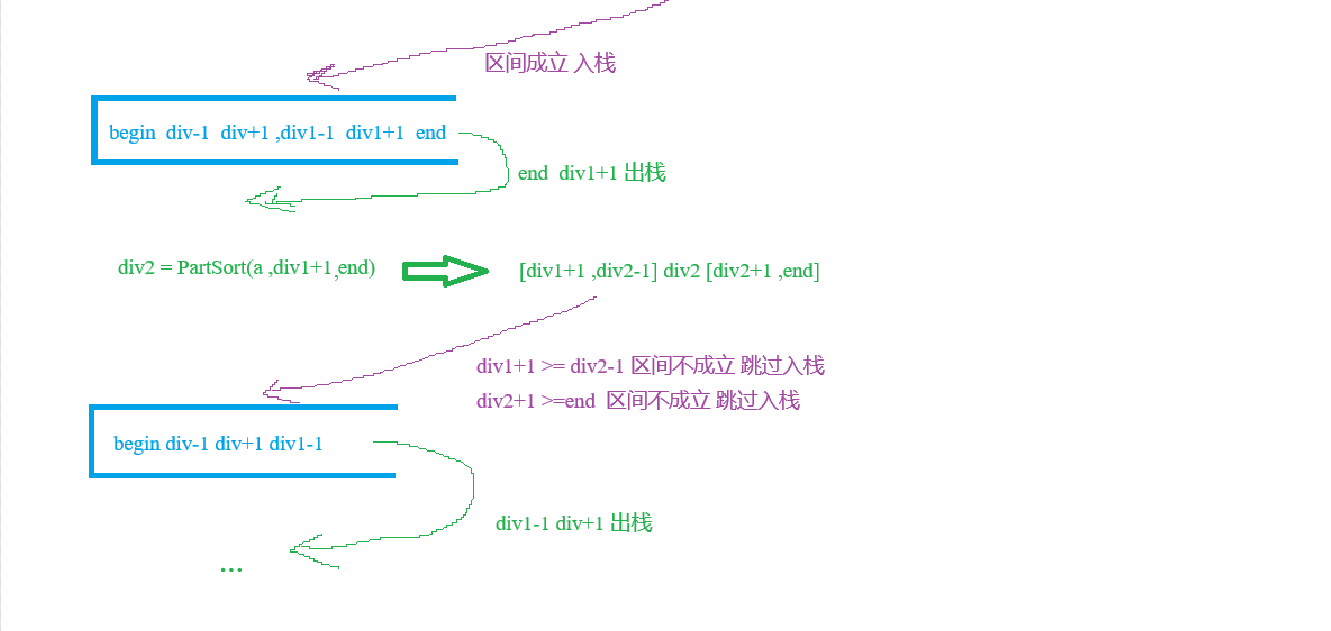 区间成立 入栈
begin div-1 div+1 ,div1-1 div1+1 end
end div1+1 出栈
div2 = PartSort(a ,div1+1,end)
[div1+1 ,div2-1] div2 [div2+1 ,end]
div1+1 >= div2-1 区间不成立 跳过入栈
div2+1 >=end 区间不成立 跳过入栈
begin div-1 div+1 div1-1
div1-1 div+1 出栈
...